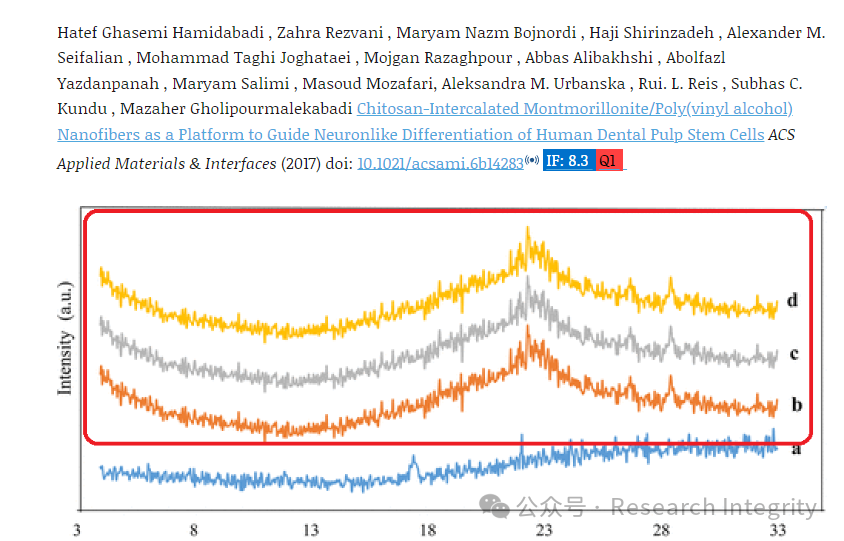 Hatef Ghasemi Hamidabadi , Zahra Rezvani , Maryam Nazm Bojnordi , Haji Shirinzadeh , Alexander M.
Seifalian , Mohammad Taghi Joghataei , Mojgan Razaghpour , Abbas Alibakhshi , Abolfazl
Yazdanpanah , Maryam Salimi , Masoud Mozafari, Aleksandra M. Urbanska , Rui. L. Reis , Subhas C.
Kundu , Mazaher Gholipourmalekabadi Chitosan-Intercalated Montmorillonite/Poly(vinyl alcohol)
Nanofibers as a Platform to Guide Neuronlike Differentiation of Human Dental Pulp Stem Cells ACS
Applied Materials & Interfaces (2017) doi: 10.1021/acsami.6b14283 IF: 8.3 Q1
Intensity (a.u.)
d
c
b
a
公众号 · Research Integrity
3 8 13 18 23 28 33